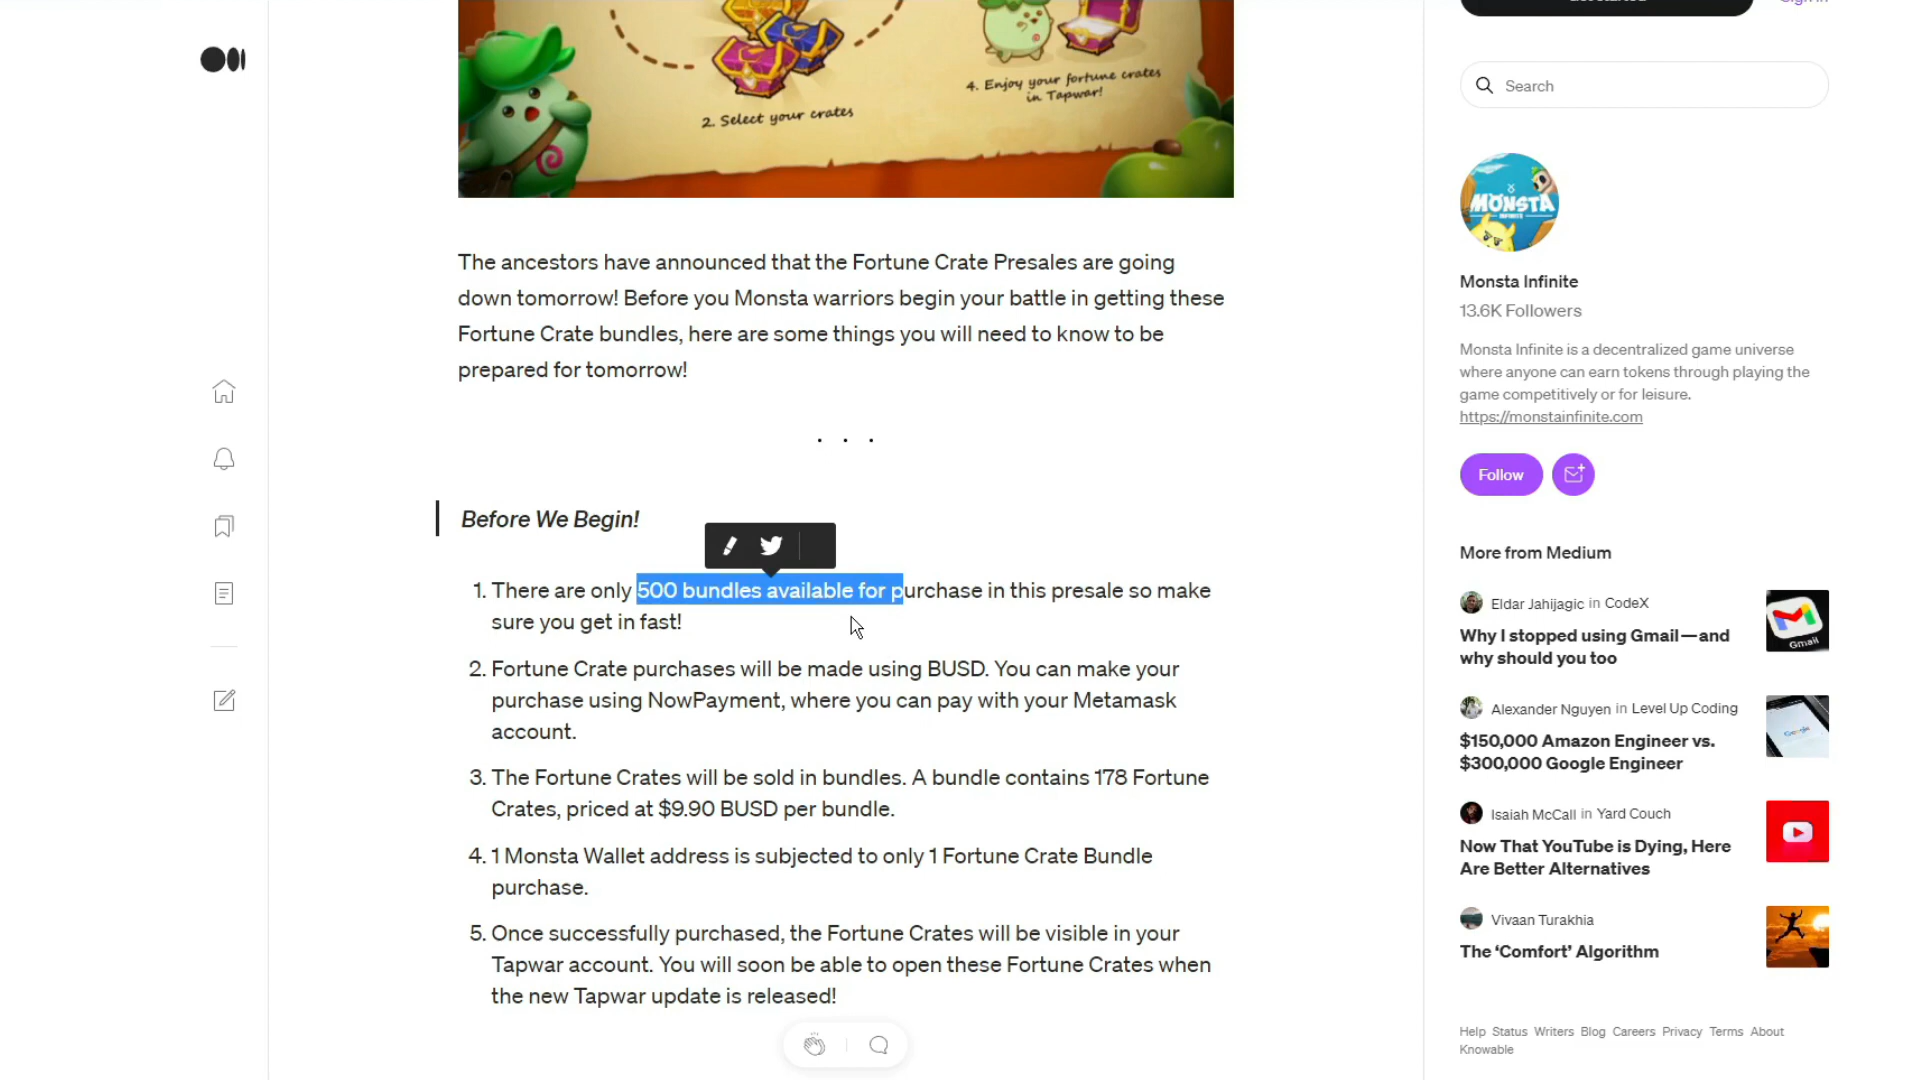 2. Select your crates
4. Enjoy your fortune crates
in Tapwar!
The ancestors have announced that the Fortune Crate Presales are going
down tomorrow! Before you Monsta warriors begin your battle in getting these
Fortune Crate bundles, here are some things you will need to know to be
prepared for tomorrow!
. . .
Before We Begin!
1. There are only 500 bundles available for purchase in this presale so make
sure you get in fast!
2. Fortune Crate purchases will be made using BUSD. You can make your
purchase using NowPayment, where you can pay with your Metamask
account.
3. The Fortune Crates will be sold in bundles. A bundle contains 178 Fortune
Crates, priced at $9.90 BUSD per bundle.
4. 1 Monsta Wallet address is subjected to only 1 Fortune Crate Bundle
purchase.
5. Once successfully purchased, the Fortune Crates will be visible in your
Tapwar account. You will soon be able to open these Fortune Crates when
the new Tapwar update is released!
Search
MONSTA
INFINITE
Monsta Infinite
13.6K Followers
Monsta Infinite is a decentralized game universe
where anyone can earn tokens through playing the
game competitively or for leisure.
https://monstainfinite.com
Follow
More from Medium
Eldar Jahijagic in CodeX
Why I stopped using Gmail — and
why should you too
Gmail
Alexander Nguyen in Level Up Coding
$150,000 Amazon Engineer vs.
$300,000 Google Engineer
Google
Isaiah McCall in Yard Couch
Now That YouTube is Dying, Here
Are Better Alternatives
Vivaan Turakhia
The ‘Comfort’ Algorithm
Help Status Writers Blog Careers Privacy Terms About
Knowable